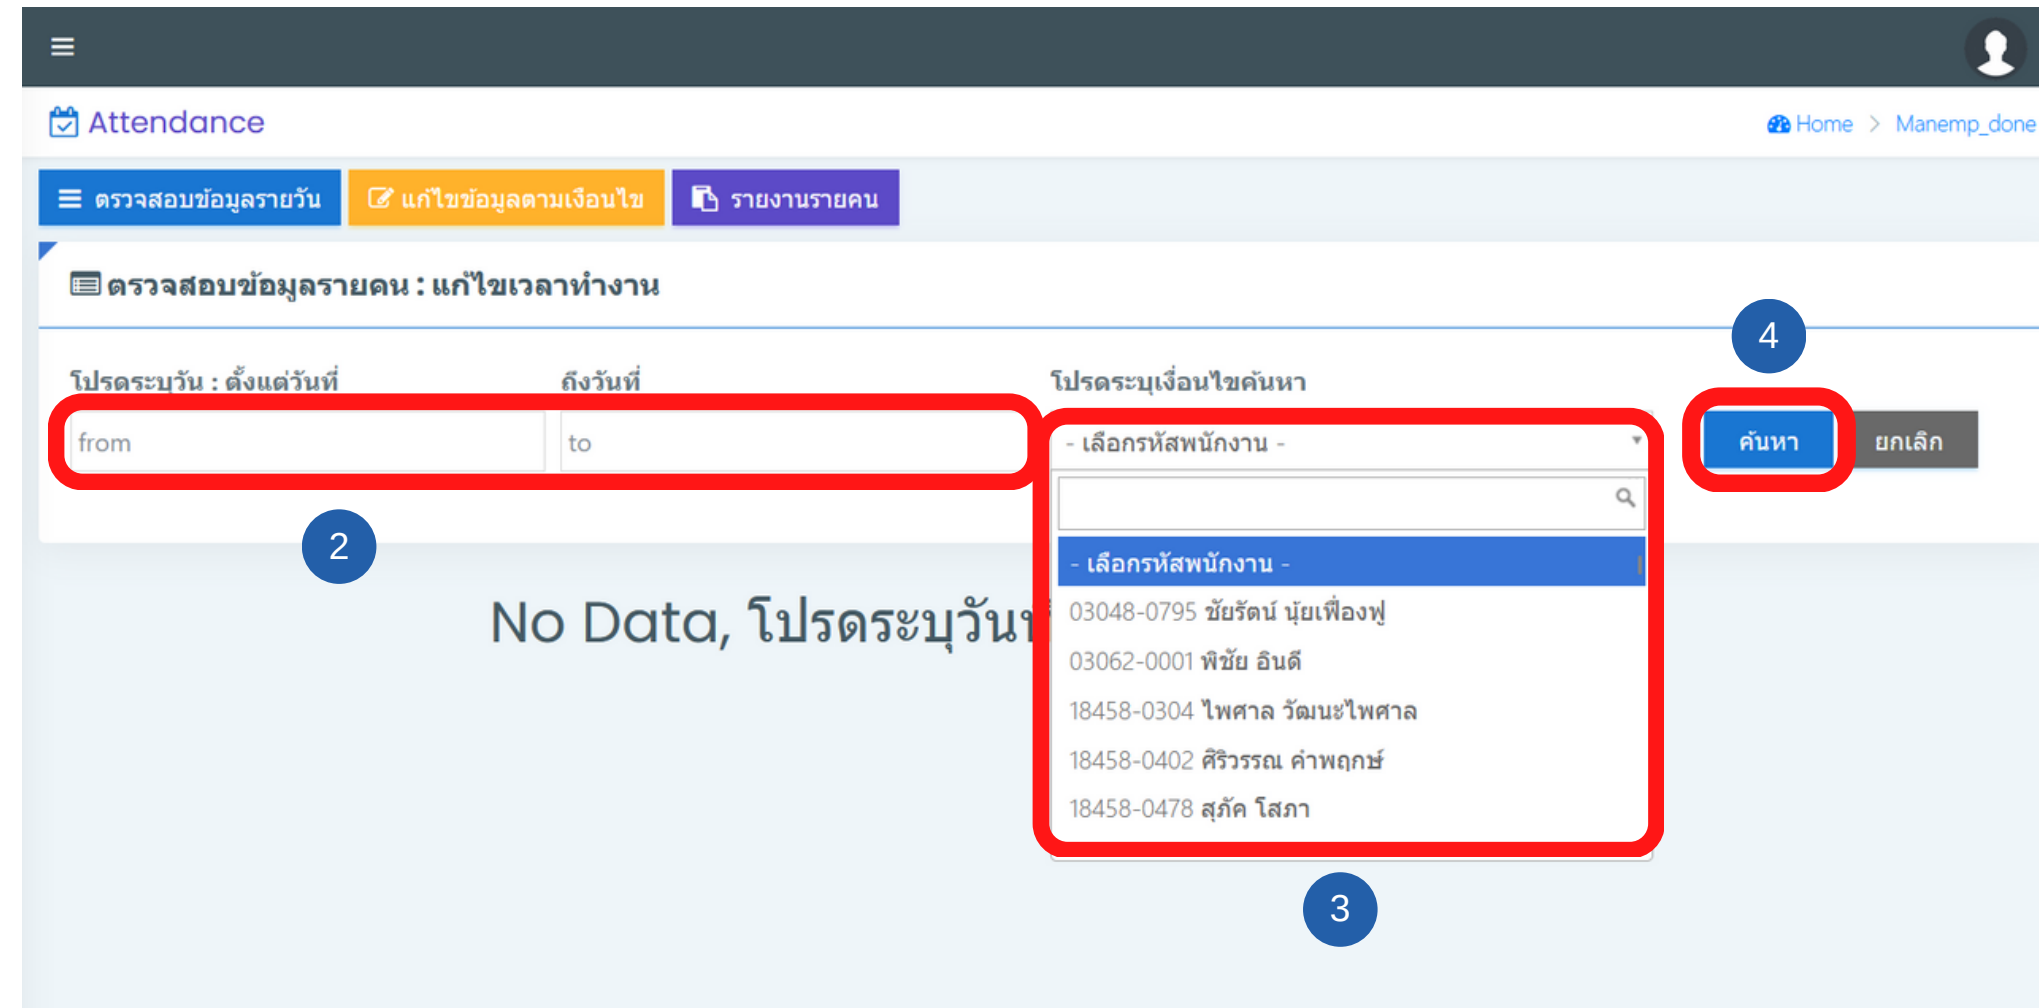 Attendance
Home > Manemp_done
ตรวจสอบข้อมูลรายวัน
แก้ไขข้อมูลตามเงือนไข
รายงานรายคน
ตรวจสอบข้อมูลรายคน : แก้ไขเวลาทำงาน
4
โปรดระบุวัน : ตั้งแต่วันที่
ถึงวันที่
โปรดระบุเงื่อนไขค้นหา
from
to
- เลือกรหัสพนักงาน -
ค้นหา
ยกเลิก
2
- เลือกรหัสพนักงาน -
No Data, โปรดระบุวัน
03048-0795 ชัยรัตน์ นุ้ยเฟื่องฟู
03062-0001 พิชัย อินดี
18458-0304 ไพศาล วัฒนะไพศาล
18458-0402 ศิริวรรณ คำพฤกษ์
18458-0478 สุภัค โสภา
3